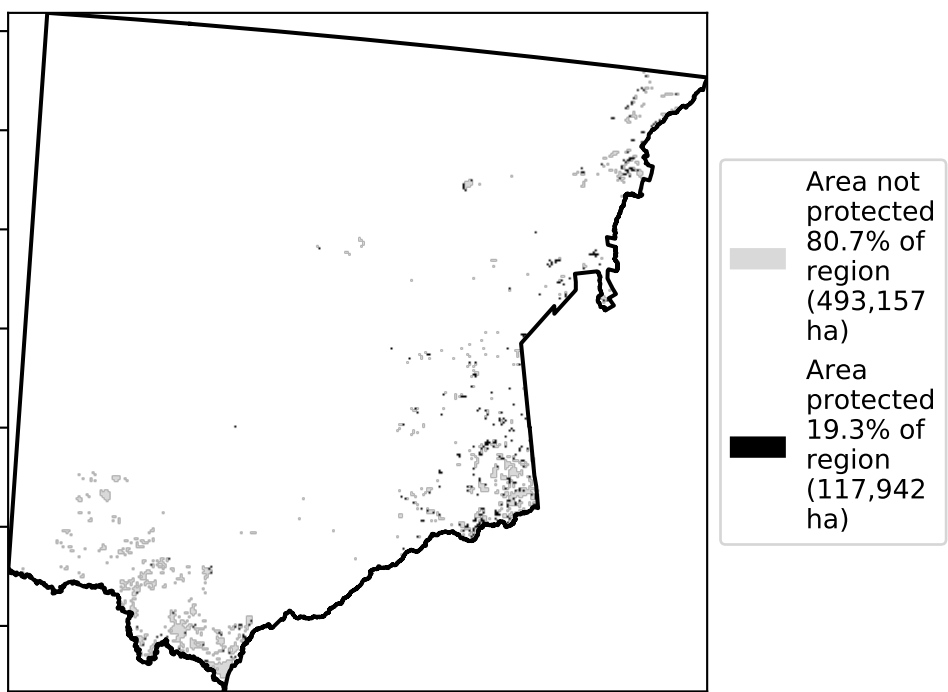 Area not
protected
80.7% of
region
(493,157
ha)
Area
protected
19.3% of
region
(117,942
ha)